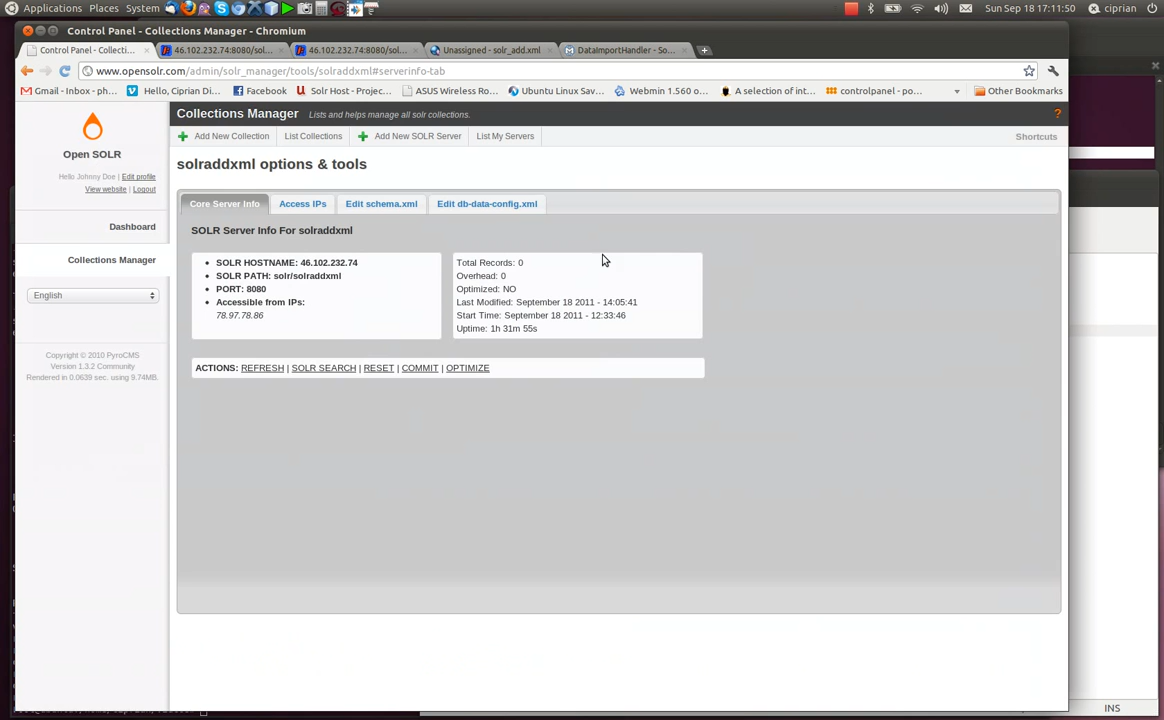 Applications Places System
Sun Sep 18 17:11:50 ciprian
Control Panel - Collections Manager - Chromium
Control Panel - Collecti...
46.102.232.74:8080/sol...
46.102.232.74:8080/sol...
Unassigned - solr_add.xml
DataImportHandler - So...
www.opensolr.com/admin/solr_manager/tools/solraddxml#serverinfo-tab
Gmail - Inbox - ph...
Hello, Ciprian Di...
Facebook
Solr Host - Projec...
ASUS Wireless Ro...
Ubuntu Linux Sav...
Webmin 1.560 o...
A selection of int...
controlpanel - po...
Other Bookmarks
Open SOLR
Hello Johnny Doe | Edit profile
View website | Logout
Dashboard
Collections Manager
English
Copyright © 2010 PyroCMS
Version 1.3.2 Community
Rendered in 0.0639 sec. using 9.74MB.
Collections Manager Lists and helps manage all solr collections. ?
Add New Collection List Collections Add New SOLR Server List My Servers Shortcuts
solraddxml options & tools
Core Server Info Access IPs Edit schema.xml Edit db-data-config.xml
SOLR Server Info For solraddxml
SOLR HOSTNAME: 46.102.232.74
SOLR PATH: solr/solraddxml
PORT: 8080
Accessible from IPs:
78.97.78.86
Total Records: 0
Overhead: 0
Optimized: NO
Last Modified: September 18 2011 - 14:05:41
Start Time: September 18 2011 - 12:33:46
Uptime: 1h 31m 55s
ACTIONS: REFRESH | SOLR SEARCH | RESET | COMMIT | OPTIMIZE
INS